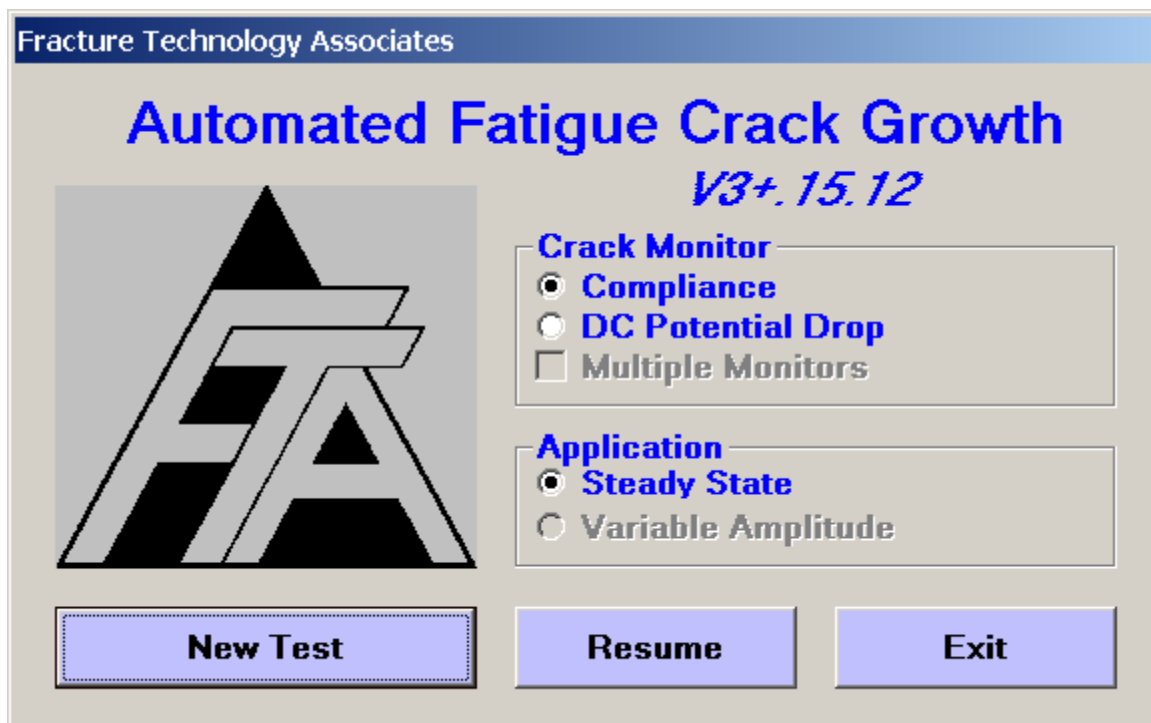 Fracture Technology Associates
Automated Fatigue Crack Growth
V3+.15.12
FTA
Crack Monitor
Compliance
DC Potential Drop
Multiple Monitors
Application
Steady State
Variable Amplitude
New Test
Resume
Exit